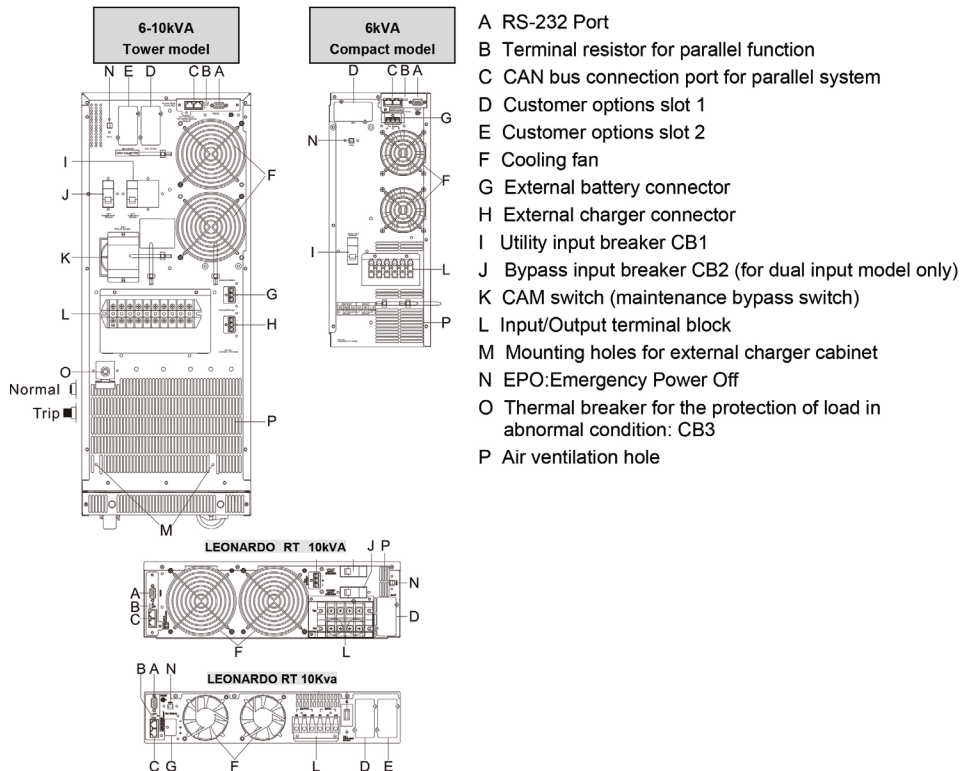 6-10kVA
Tower model
6kVA
Compact model
N E D C B A
D C B A
G
N
I
F
F
J
I
K
L
G
L
H
P
O
Normal
Trip
P
M
LEONARDO RT 10kVA
J P
A
N
B
C
D
F
L
LEONARDO RT 10Kva
B A N
C G F L D E
A RS-232 Port
B Terminal resistor for parallel function
C CAN bus connection port for parallel system
D Customer options slot 1
E Customer options slot 2
F Cooling fan
G External battery connector
H External charger connector
I Utility input breaker CB1
J Bypass input breaker CB2 (for dual input model only)
K CAM switch (maintenance bypass switch)
L Input/Output terminal block
M Mounting holes for external charger cabinet
N EPO:Emergency Power Off
O Thermal breaker for the protection of load in
abnormal condition: CB3
P Air ventilation hole